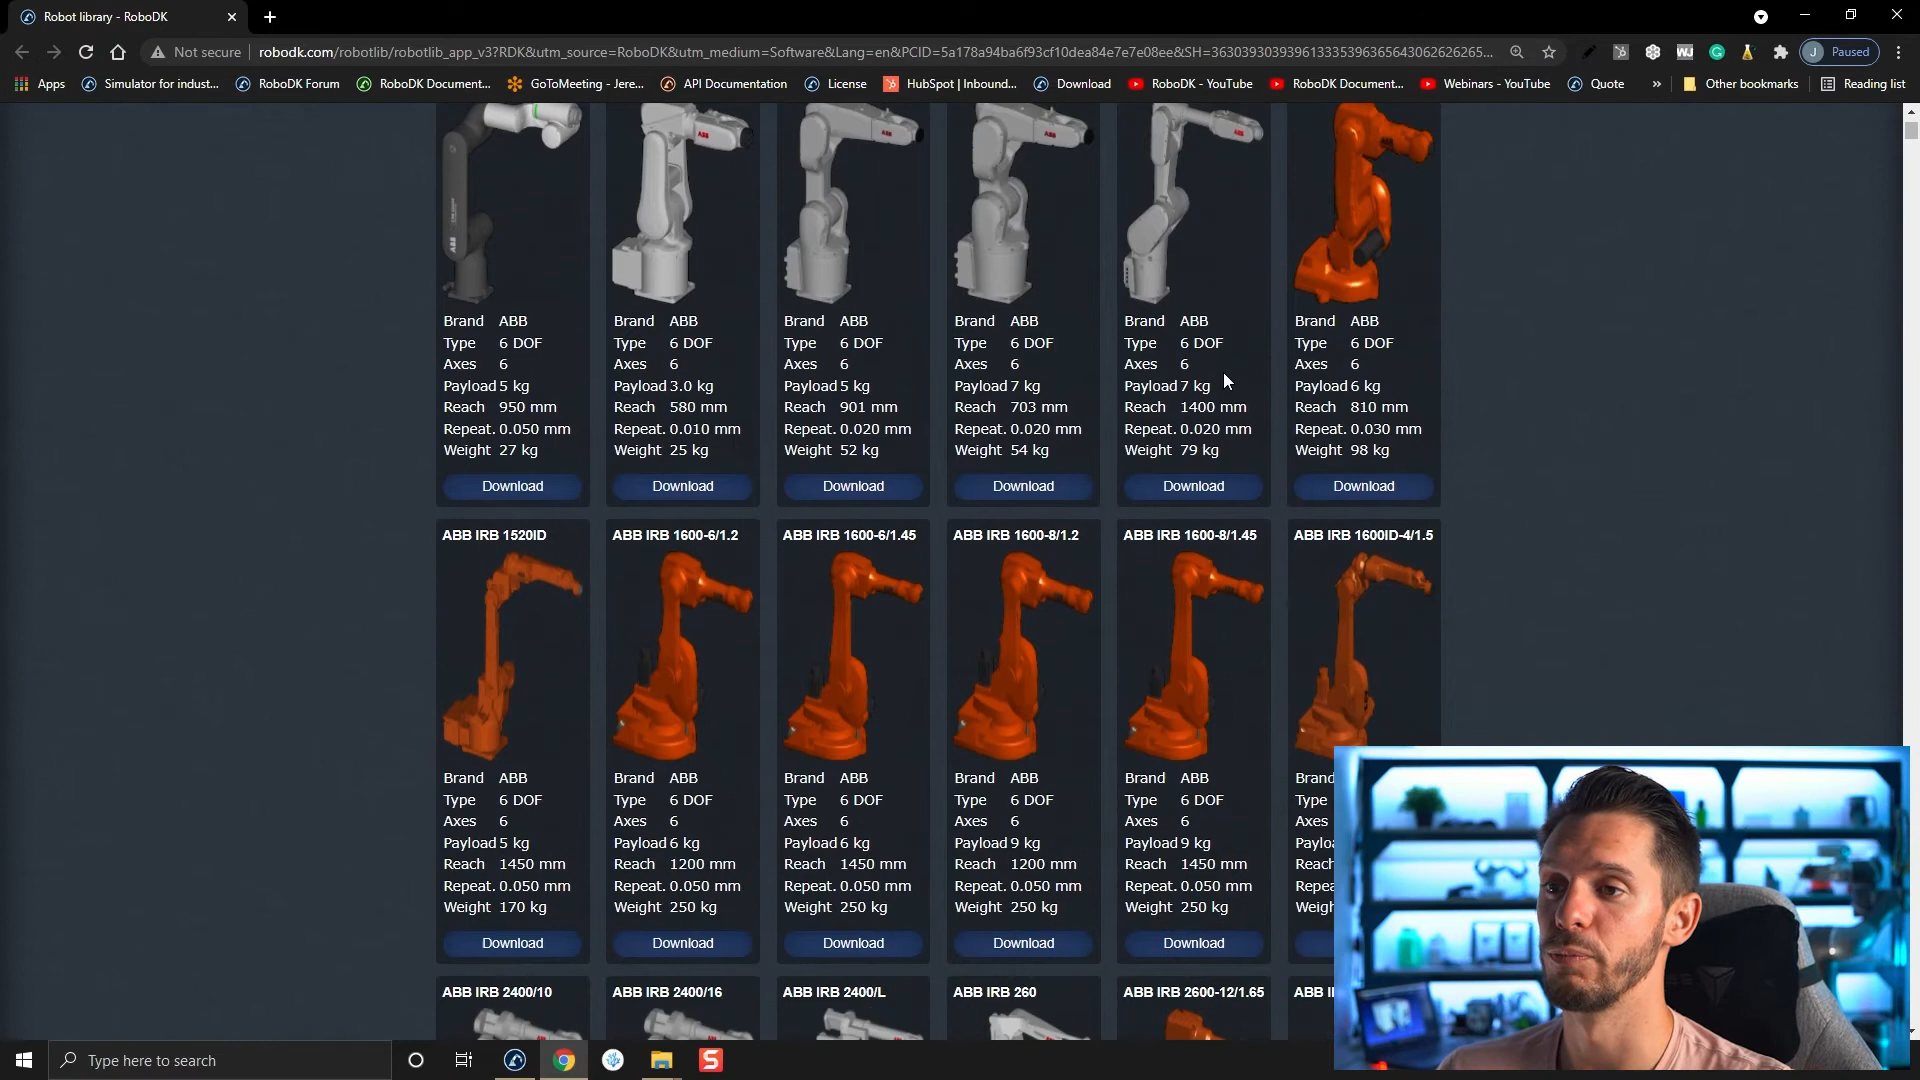 Robot library - RoboDK
Not secure robodk.com/robotlib/robotlib_app_v3?RDK&utm_source=RoboDK&utm_medium=Software&Lang=en&PCID=5a178a94ba6f93cf10dea84e7e7e08ee&SH=363039303939613335396365643062626265...
J Paused
Apps Simulator for indust... RoboDK Forum RoboDK Document... GoToMeeting - Jere... API Documentation License HubSpot | Inbound... Download RoboDK - YouTube RoboDK Document... Webinars - YouTube Quote » Other bookmarks Reading list
Brand ABB Brand ABB Brand ABB Brand ABB Brand ABB Brand ABB
Type 6 DOF Type 6 DOF Type 6 DOF Type 6 DOF Type 6 DOF Type 6 DOF
Axes 6 Axes 6 Axes 6 Axes 6 Axes 6 Axes 6
Payload 5 kg Payload 3.0 kg Payload 5 kg Payload 7 kg Payload 7 kg Payload 6 kg
Reach 950 mm Reach 580 mm Reach 901 mm Reach 703 mm Reach 1400 mm Reach 810 mm
Repeat. 0.050 mm Repeat. 0.010 mm Repeat. 0.020 mm Repeat. 0.020 mm Repeat. 0.020 mm Repeat. 0.030 mm
Weight 27 kg Weight 25 kg Weight 52 kg Weight 54 kg Weight 79 kg Weight 98 kg
Download Download Download Download Download Download
ABB IRB 1520ID ABB IRB 1600-6/1.2 ABB IRB 1600-6/1.45 ABB IRB 1600-8/1.2 ABB IRB 1600-8/1.45 ABB IRB 1600ID-4/1.5
Brand ABB Brand ABB Brand ABB Brand ABB Brand ABB Brand
Type 6 DOF Type 6 DOF Type 6 DOF Type 6 DOF Type 6 DOF Type
Axes 6 Axes 6 Axes 6 Axes 6 Axes 6 Axes
Payload 5 kg Payload 6 kg Payload 6 kg Payload 9 kg Payload 9 kg Paylo
Reach 1450 mm Reach 1200 mm Reach 1450 mm Reach 1200 mm Reach 1450 mm Reach
Repeat. 0.050 mm Repeat. 0.050 mm Repeat. 0.050 mm Repeat. 0.050 mm Repeat. 0.050 mm Repe
Weight 170 kg Weight 250 kg Weight 250 kg Weight 250 kg Weight 250 kg Weigh
Download Download Download Download Download
ABB IRB 2400/10 ABB IRB 2400/16 ABB IRB 2400/L ABB IRB 260 ABB IRB 2600-12/1.65 ABB I
Type here to search